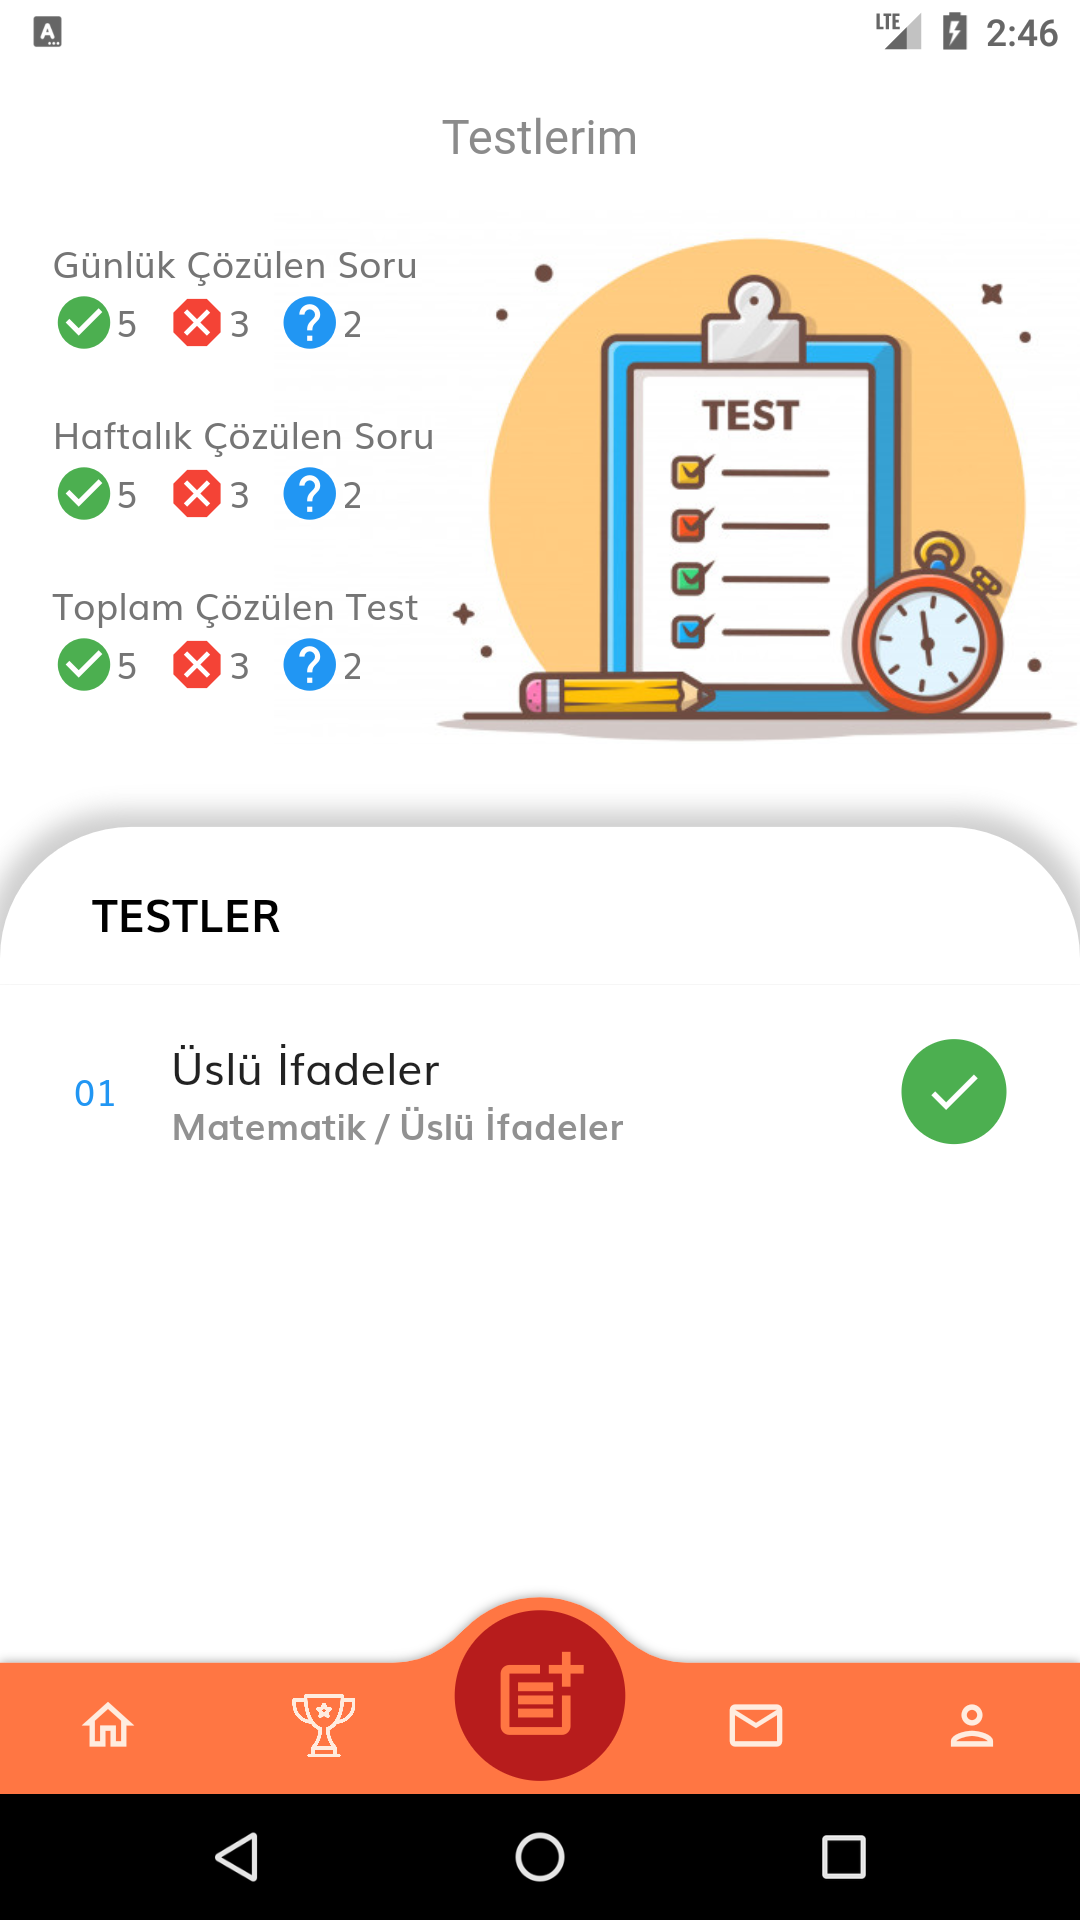 A
LTE
2:46
Testlerim
Günlük Çözülen Soru
5 3 2
Haftalık Çözülen Soru
5 3 2
Toplam Çözülen Test
5 3 2
TEST
TESTLER
01
Üslü İfadeler
Matematik / Üslü İfadeler